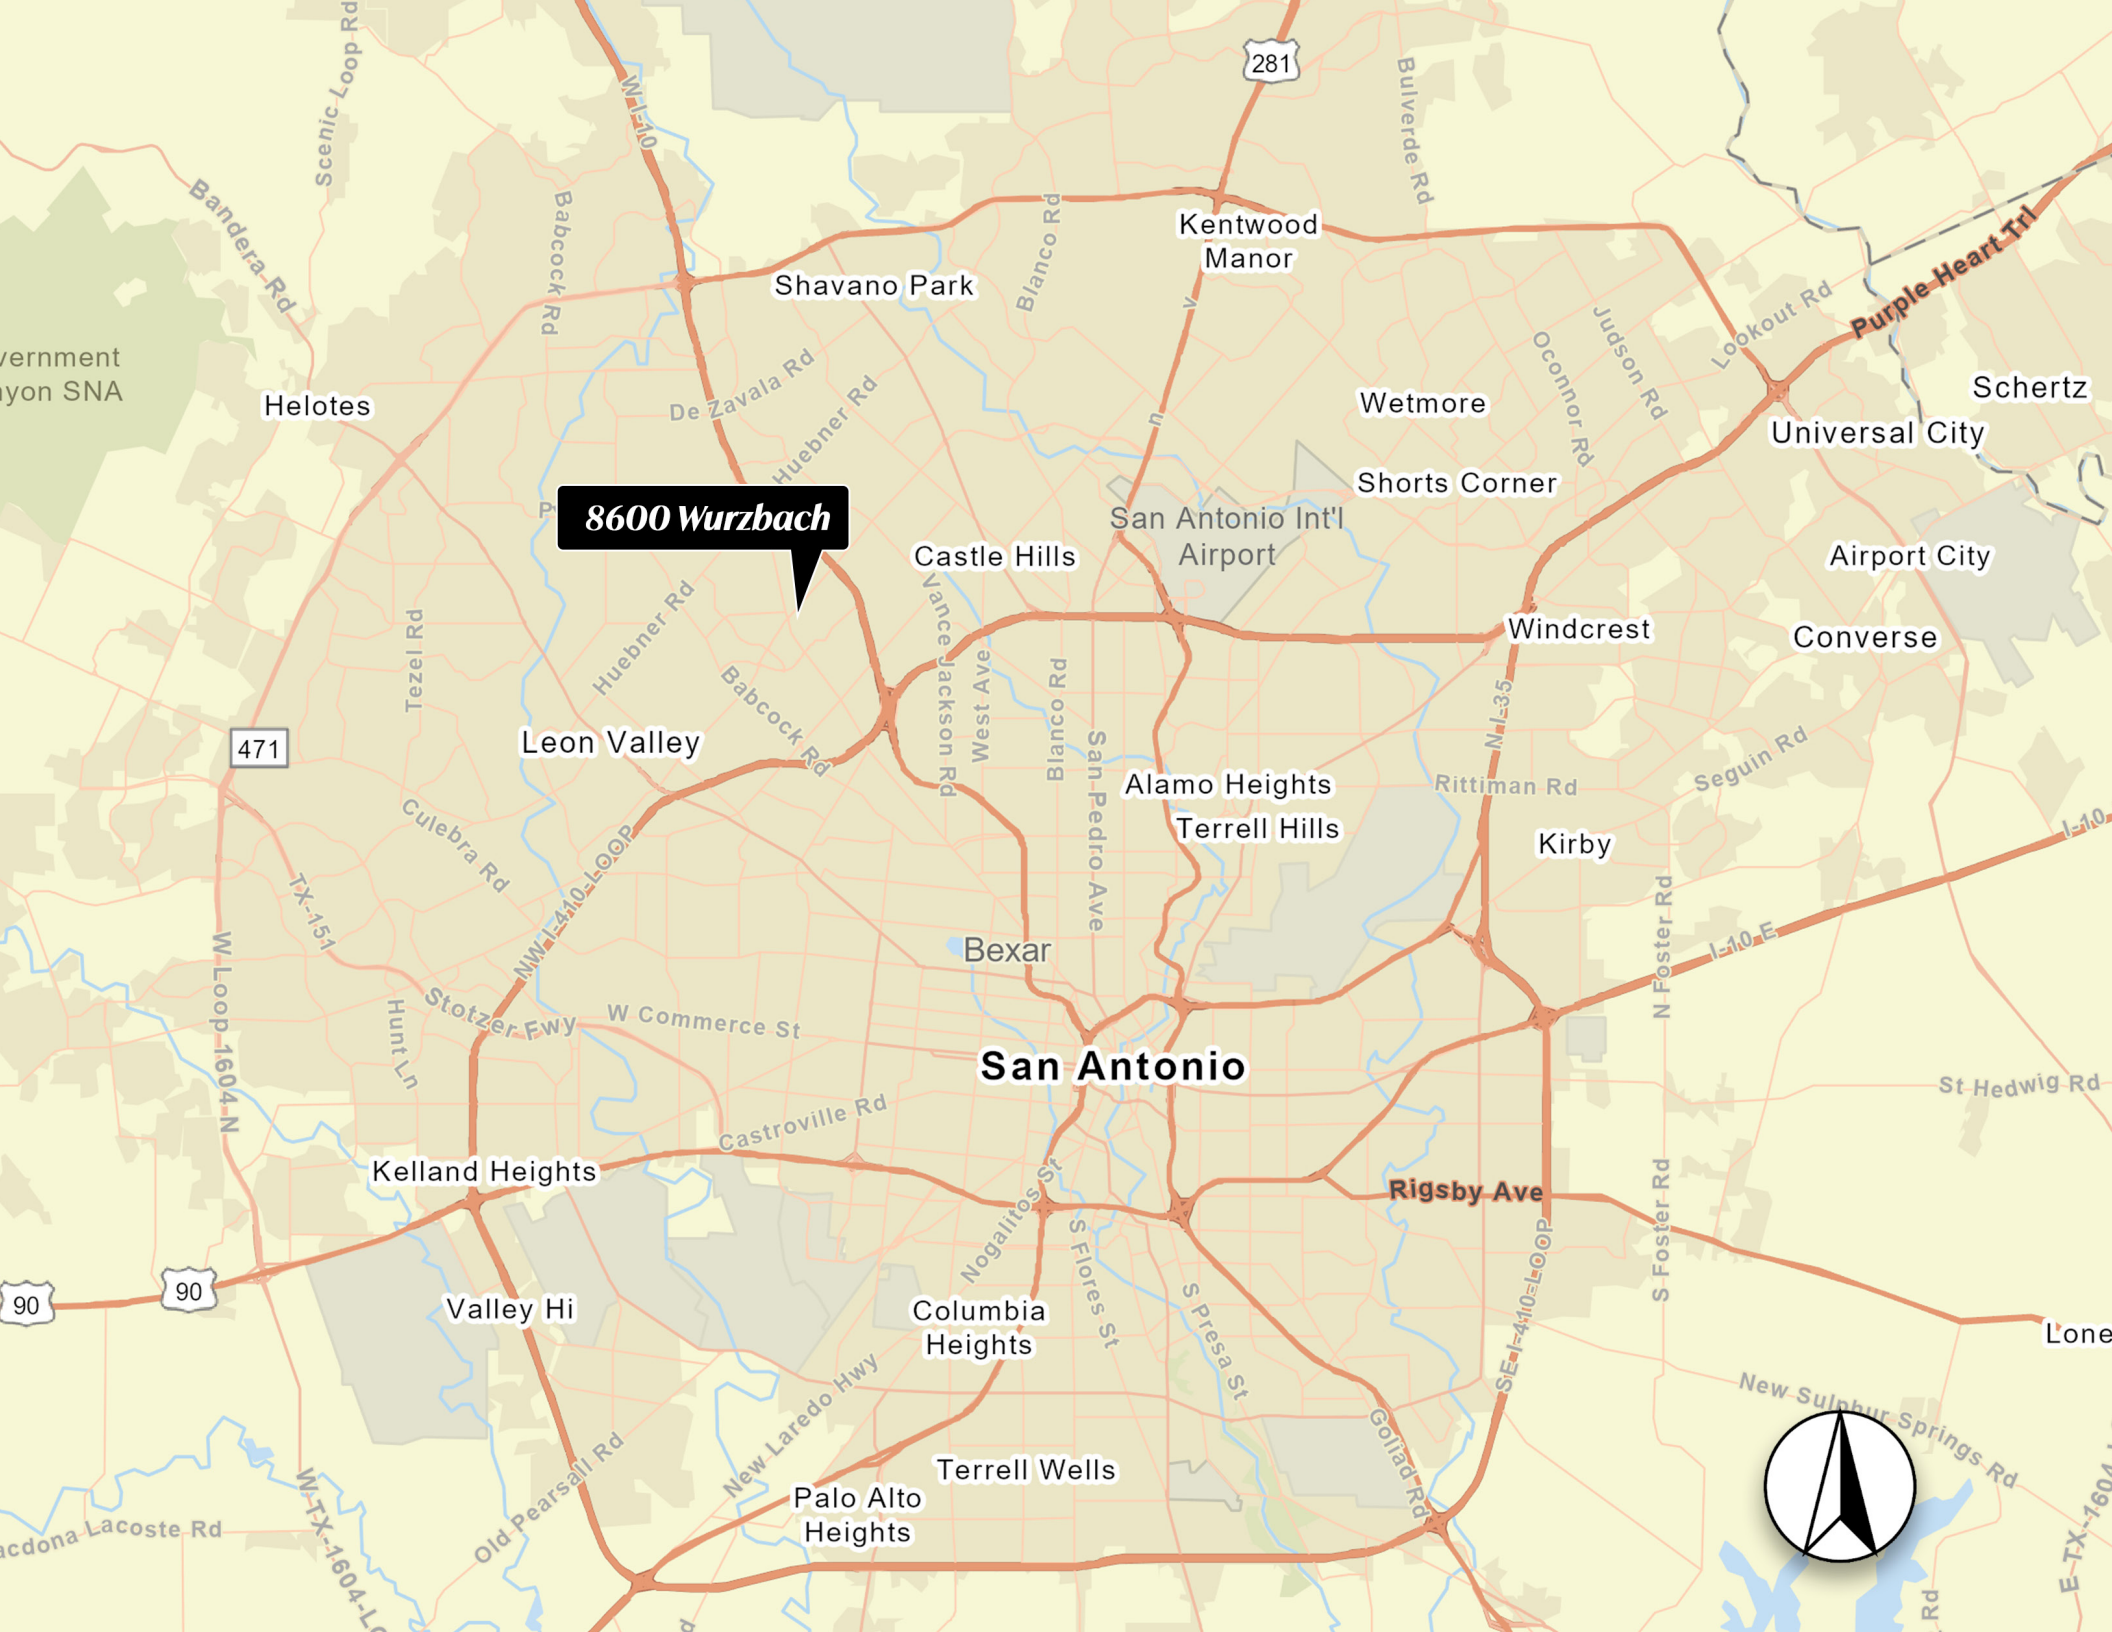 Scenic Loop Rd
W I-10
281
Bulverde Rd
Bandera Rd
Babcock Rd
Blanco Rd
Kentwood
Manor
Purple Heart Trl
Shavano Park
Lookout Rd
Judson Rd
Oconnor Rd
vernment
nyon SNA
Helotes
De Zavala Rd
Huebner Rd
v
n
Wetmore
Schertz
Universal City
Shorts Corner
P
8600 Wurzbach
San Antonio Int'l
Airport
Castle Hills
Airport City
Vance Jackson Rd
Windcrest
Converse
Tezel Rd
Huebner Rd
Babcock Rd
West Ave
Blanco Rd
N I-35
471
Leon Valley
San Pedro Ave
Alamo Heights
Rittiman Rd
Seguin Rd
Terrell Hills
Kirby
I-10
Culebra Rd
NW I-410-LOOP
TX-151
N Foster Rd
I-10 E
W Loop 1604 N
Bexar
Stotzer Fwy
W Commerce St
Hunt Ln
San Antonio
St Hedwig Rd
Castroville Rd
Kelland Heights
Nogalitos St
Rigsby Ave
S Foster Rd
90
90
Valley Hi
S Flores St
Columbia
Heights
S Presa St
SE I-410-LOOP
Lone
New Laredo Hwy
Goliad Rd
New Sulphur Springs Rd
Old Pearsall Rd
Terrell Wells
Palo Alto
Heights
acdona Lacoste Rd
W TX-1604-LO
E TX-1604-L
Rd
d